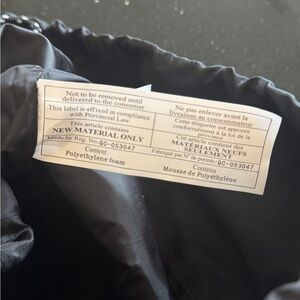 Not to be removed until
delivered to the consumer
This label is affixed in compliance
with Provincial Law
This article contains
NEW MATERIAL ONLY
Made by Reg. No. QC-053047
Content
Polyethylene foam
Ne pas enlever avant la
livraison au consommateur
Cette étiquette est apposée
conformément à la loi de la
Cet article contient des
MATÉRIAUX NEUFS
SEULEMENT
Fabriqué par N° de permis: QC-053047
Contenu
Mousse de Polyéthylène